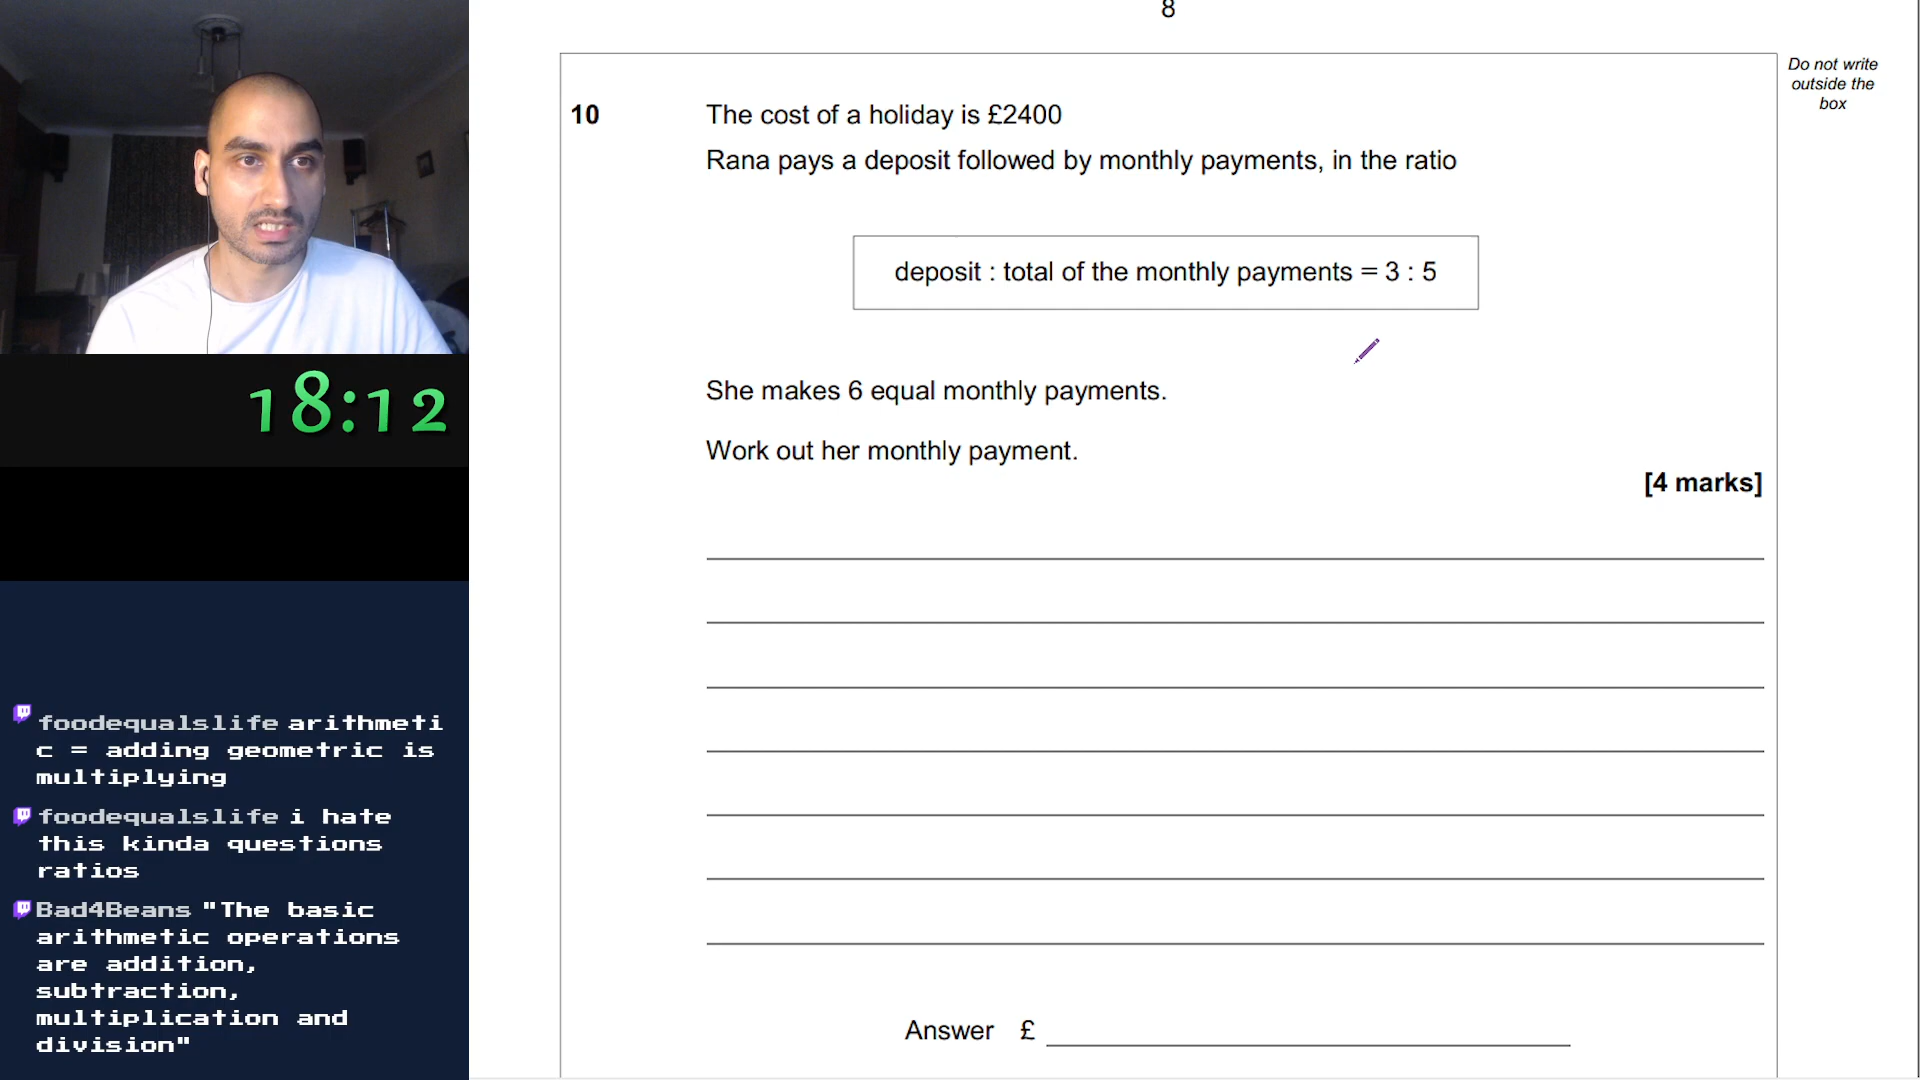 8
Do not write
outside the
box
10 The cost of a holiday is £2400
Rana pays a deposit followed by monthly payments, in the ratio
deposit : total of the monthly payments = 3 : 5
She makes 6 equal monthly payments.
Work out her monthly payment.
[4 marks]
Answer £
18:12
foodequalslife arithmeti
c = adding geometric is
multiplying
foodequalslife i hate
this kinda questions
ratios
Bad4Beans "The basic
arithmetic operations
are addition,
subtraction,
multiplication and
division"